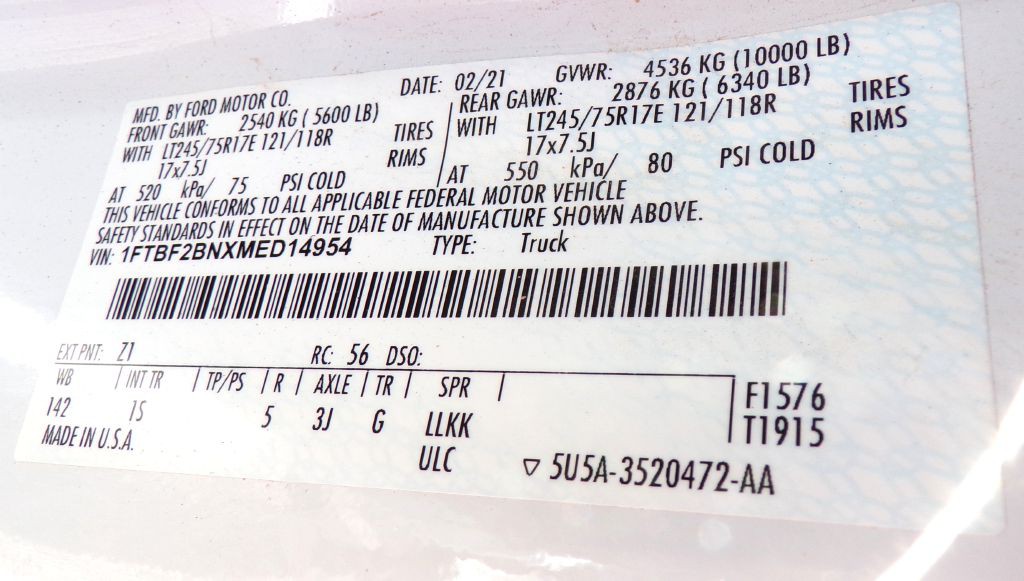 MFD. BY FORD MOTOR CO. DATE: 02/21 GVWR: 4536 KG (10000 LB)
FRONT GAWR: 2540 KG ( 5600 LB) REAR GAWR: 2876 KG ( 6340 LB)
WITH LT245/75R17E 121/118R TIRES WITH LT245/75R17E 121/118R TIRES
17x7.5J RIMS 17x7.5J RIMS
AT 520 kPa/ 75 PSI COLD AT 550 kPa/ 80 PSI COLD
THIS VEHICLE CONFORMS TO ALL APPLICABLE FEDERAL MOTOR VEHICLE
SAFETY STANDARDS IN EFFECT ON THE DATE OF MANUFACTURE SHOWN ABOVE.
VIN: 1FTBF2BNXMED14954 TYPE: Truck
EXT PNT: Z1 RC: 56 DSO:
WB | INT TR | TP/PS | R | AXLE | TR | SPR | F1576
142 1S 5 3J G LLKK T1915
MADE IN U.S.A. ULC ▽ 5U5A-3520472-AA